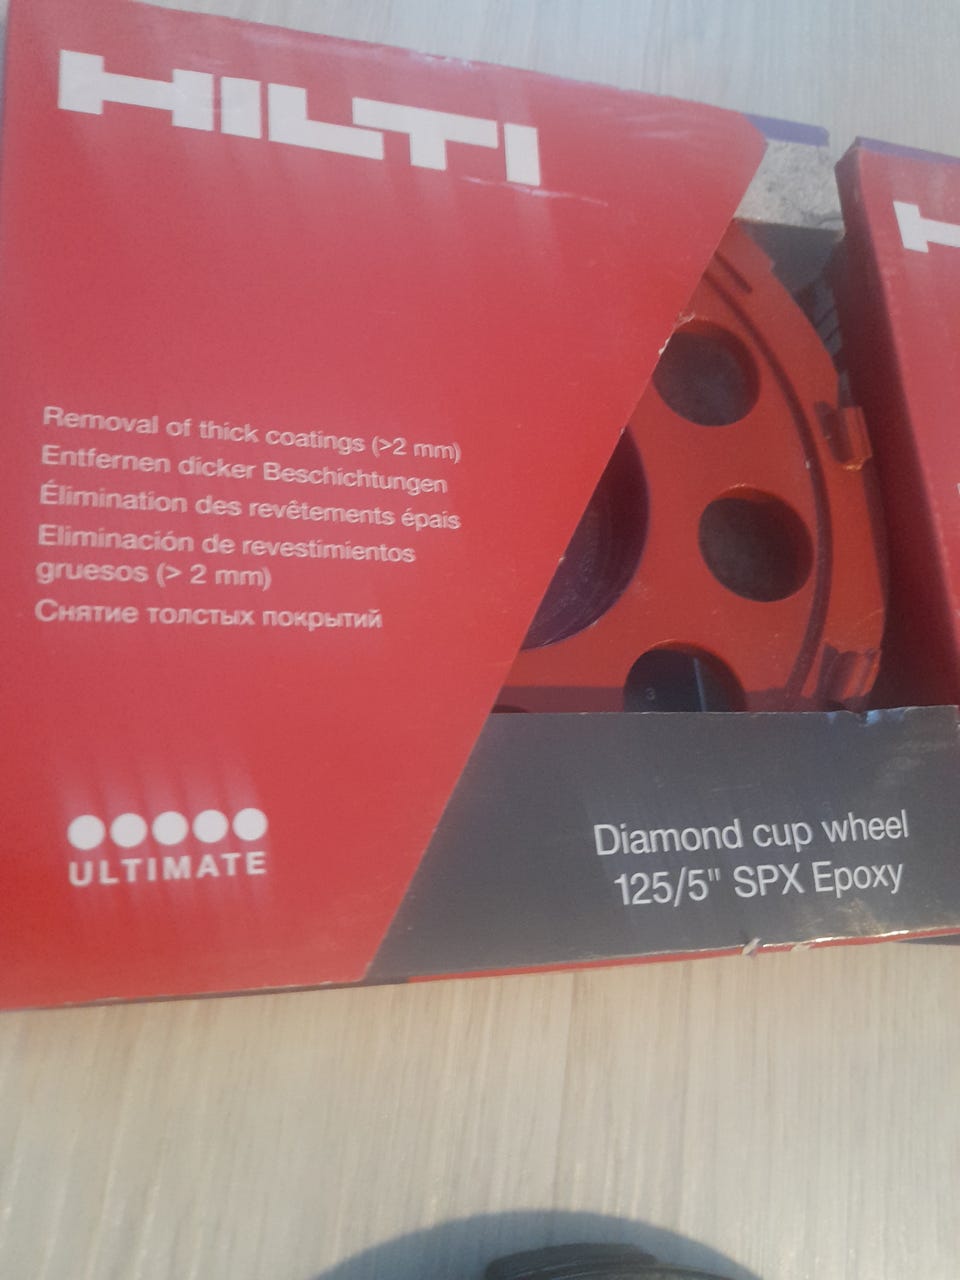 HILTI
Removal of thick coatings (>2 mm)
Entfernen dicker Beschichtungen
Élimination des revêtements épais
Eliminación de revestimientos
gruesos (> 2 mm)
Снятие толстых покрытий
ULTIMATE
3
Diamond cup wheel
125/5" SPX Epoxy